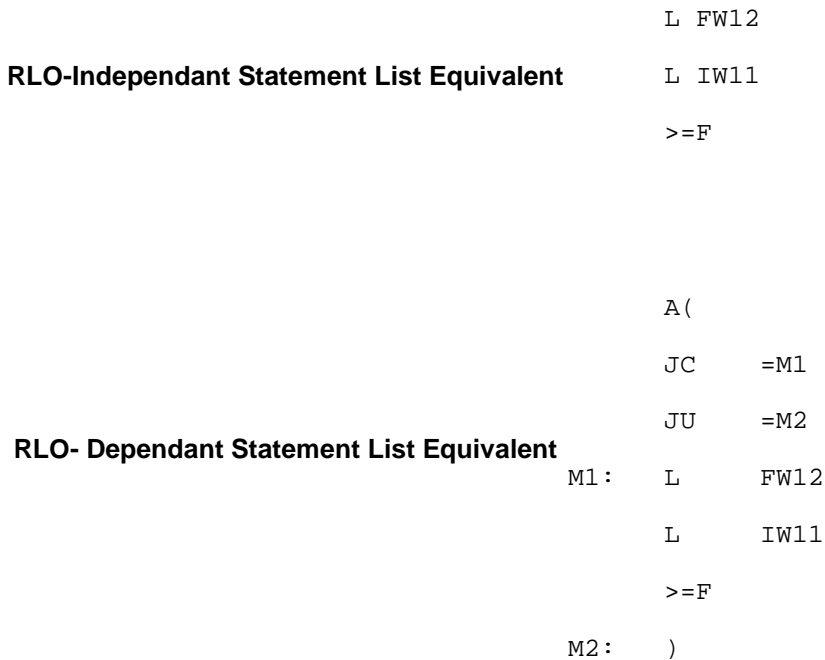 L FW12
RLO-Independant Statement List Equivalent L IW11
>=F
A(
JC =M1
JU =M2
RLO- Dependant Statement List Equivalent
M1: L FW12
L IW11
>=F
M2: )